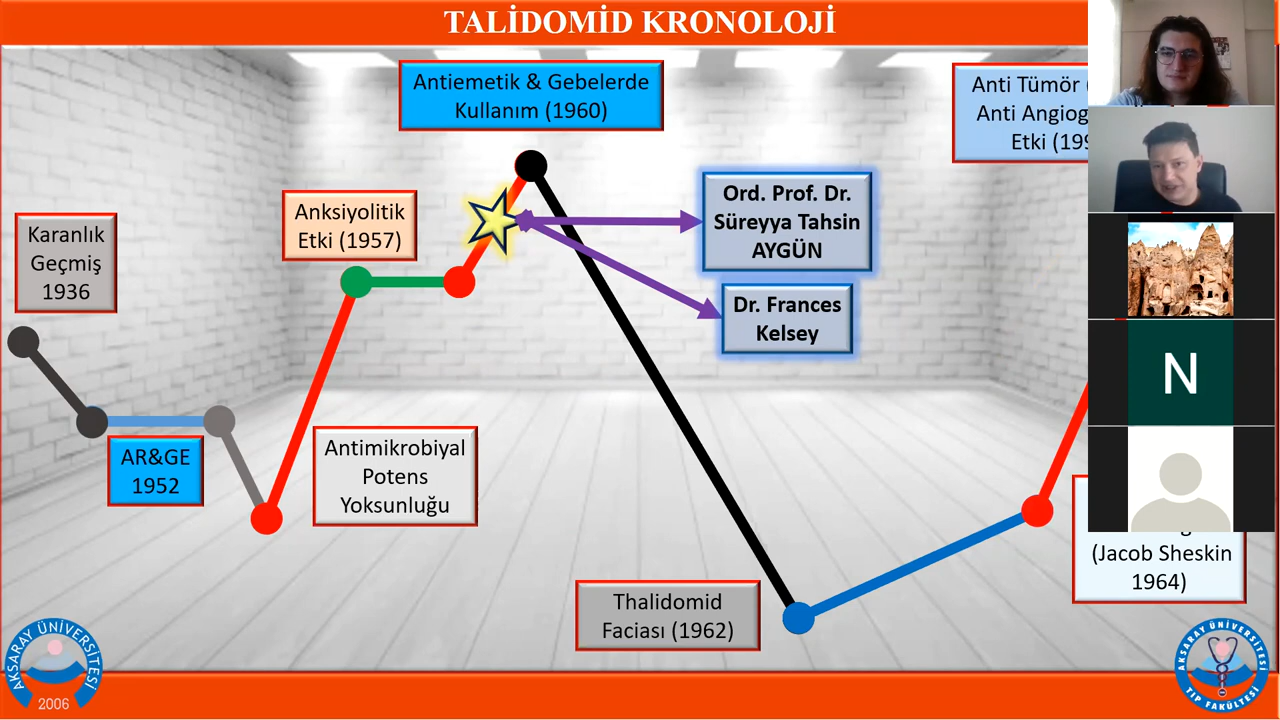 TALİDOMİD KRONOLOJİ
Antiemetik & Gebelerde
Kullanım (1960)
Anti Tümör
Anti
Etki
Ord. Prof. Dr.
Süreyya Tahsin
AYGÜN
Anksiyolitik
Etki (1957)
Karanlık
Geçmiş
1936
Dr. Frances
Kelsey
AR&GE
1952
Antimikrobiyal
Potens
Yoksunluğu
(Jacob Sheskin
1964)
Thalidomid
Faciası (1962)
N
AKSARAY ÜNİVERSİTESİ
2006
AKSARAY ÜNİVERSİTESİ
TIP FAKÜLTESİ